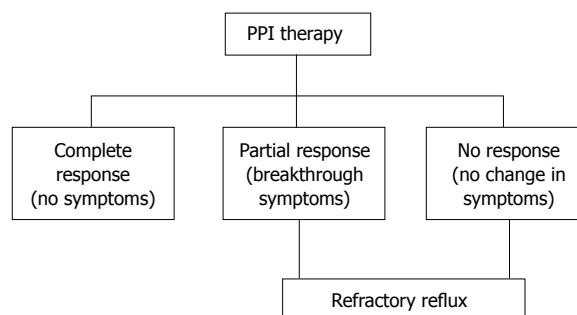 PPI therapy
Complete
response
(no symptoms)
Partial response
(breakthrough
symptoms)
No response
(no change in
symptoms)
Refractory reflux